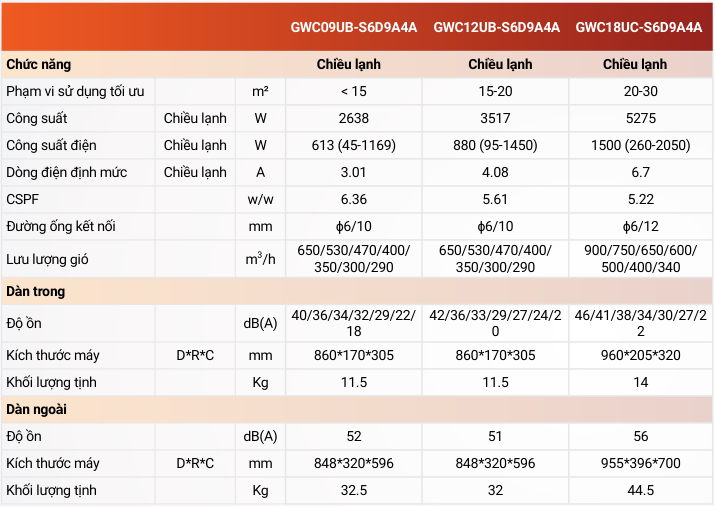 GWC09UB-S6D9A4A GWC12UB-S6D9A4A GWC18UC-S6D9A4A
Chức năng Chiều lạnh Chiều lạnh Chiều lạnh
Phạm vi sử dụng tối ưu m² < 15 15-20 20-30
Công suất Chiều lạnh W 2638 3517 5275
Công suất điện Chiều lạnh W 613 (45-1169) 880 (95-1450) 1500 (260-2050)
Dòng điện định mức Chiều lạnh A 3.01 4.08 6.7
CSPF w/w 6.36 5.61 5.22
Đường ống kết nối mm ϕ6/10 ϕ6/10 ϕ6/12
Lưu lượng gió m³/h 650/530/470/400/ 650/530/470/400/ 900/750/650/600/
350/300/290 350/300/290 500/400/340
Dàn trong
Độ ồn dB(A) 40/36/34/32/29/22/ 42/36/33/29/27/24/2 46/41/38/34/30/27/2
18 0 2
Kích thước máy D*R*C mm 860*170*305 860*170*305 960*205*320
Khối lượng tịnh Kg 11.5 11.5 14
Dàn ngoài
Độ ồn dB(A) 52 51 56
Kích thước máy D*R*C mm 848*320*596 848*320*596 955*396*700
Khối lượng tịnh Kg 32.5 32 44.5